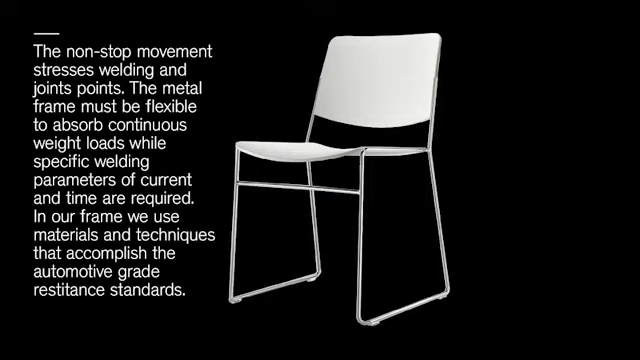 The non-stop movement
stresses welding and
joints points. The metal
frame must be flexible
to absorb continuous
weight loads while
specific welding
parameters of current
and time are required.
In our frame we use
materials and techniques
that accomplish the
automotive grade
restitance standards.